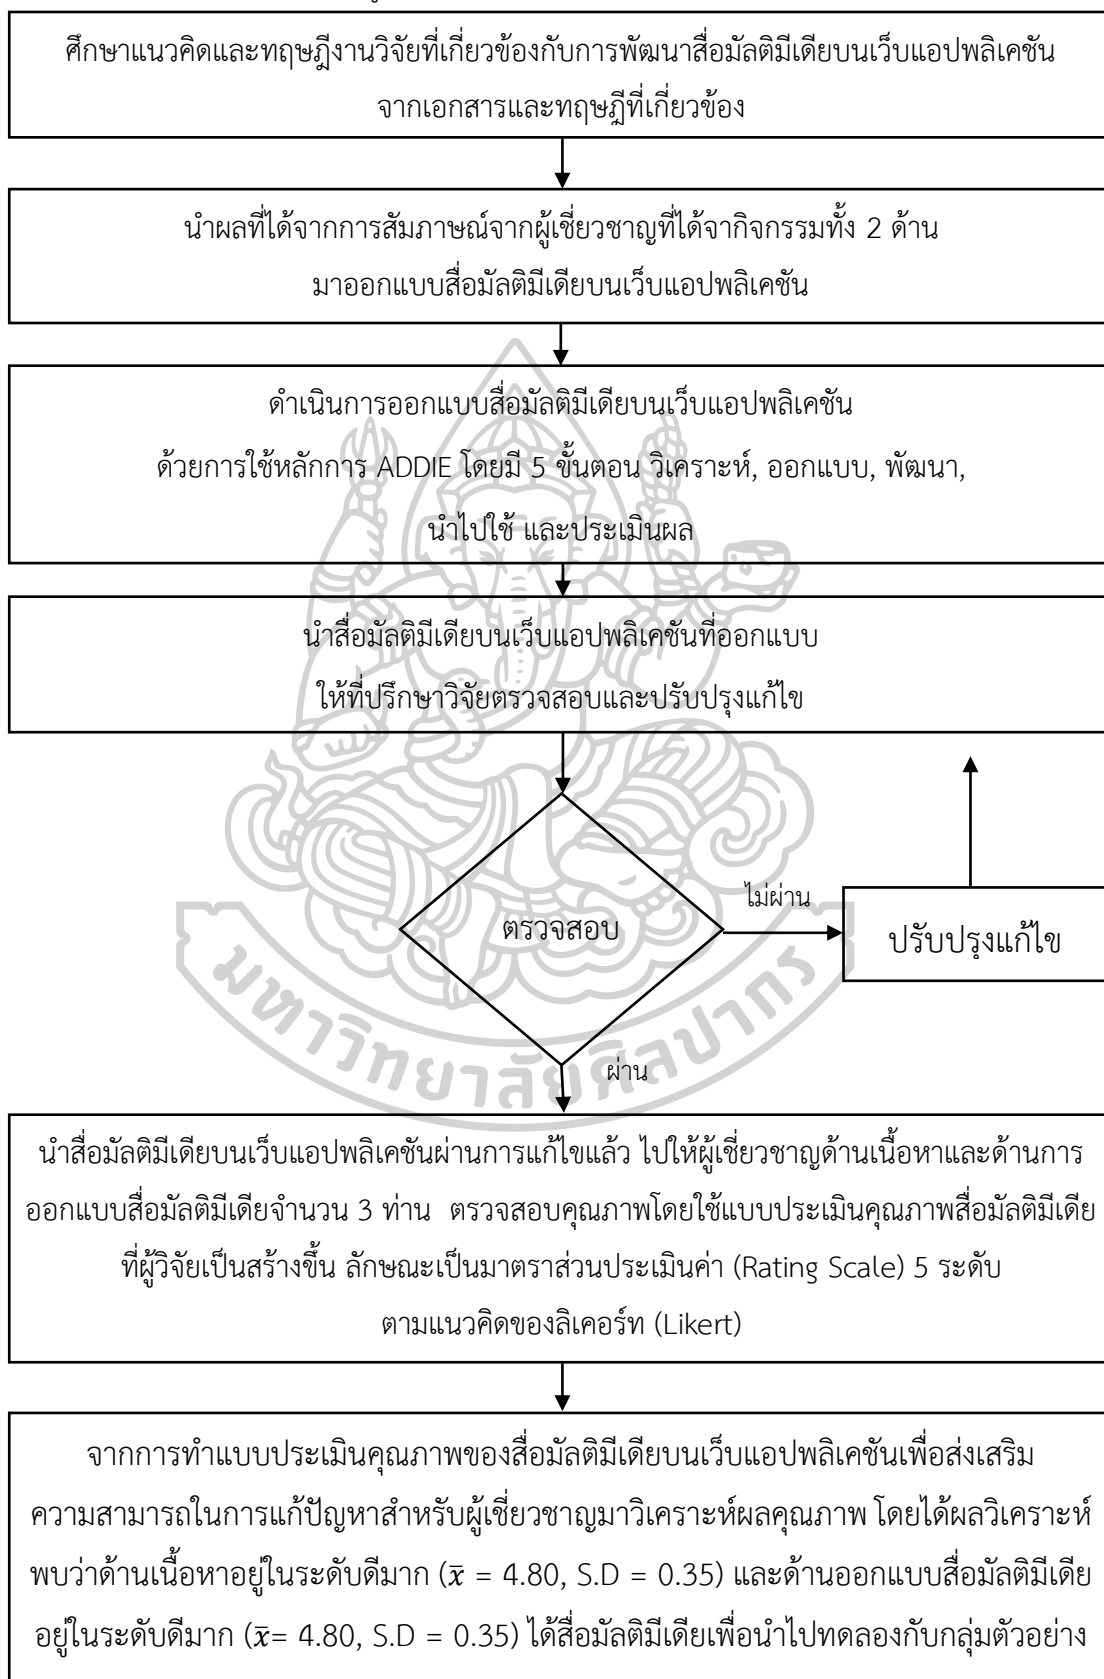 ศึกษาแนวคิดและทฤษฎีงานวิจัยที่เกี่ยวข้องกับการพัฒนาสื่อมัลติมีเดียบนเว็บแอปพลิเคชัน
จากเอกสารและทฤษฎีที่เกี่ยวข้อง
นำผลที่ได้จากการสัมภาษณ์จากผู้เชี่ยวชาญที่ได้จากิจกรรมทั้ง 2 ด้าน
มาออกแบบสื่อมัลติมีเดียบนเว็บแอปพลิเคชัน
ดำเนินการออกแบบสื่อมัลติมีเดียบนเว็บแอปพลิเคชัน
ด้วยการใช้หลักการ ADDIE โดยมี 5 ขั้นตอน วิเคราะห์, ออกแบบ, พัฒนา,
นำไปใช้ และประเมินผล
นำสื่อมัลติมีเดียบนเว็บแอปพลิเคชันที่ออกแบบ
ให้ที่ปรึกษาวิจัยตรวจสอบและปรับปรุงแก้ไข
ไม่ผ่าน
ตรวจสอบ
ปรับปรุงแก้ไข
มหาวิทยาลัยศิลปากร
ผ่าน
นำสื่อมัลติมีเดียบนเว็บแอปพลิเคชันผ่านการแก้ไขแล้ว ไปให้ผู้เชี่ยวชาญด้านเนื้อหาและด้านการ
ออกแบบสื่อมัลติมีเดียจำนวน 3 ท่าน ตรวจสอบคุณภาพโดยใช้แบบประเมินคุณภาพสื่อมัลติมีเดีย
ที่ผู้วิจัยเป็นสร้างขึ้น ลักษณะเป็นมาตราส่วนประเมินค่า (Rating Scale) 5 ระดับ
ตามแนวคิดของลิเคอร์ท (Likert)
จากการทำแบบประเมินคุณภาพของสื่อมัลติมีเดียบนเว็บแอปพลิเคชันเพื่อส่งเสริม
ความสามารถในการแก้ปัญหาสำหรับผู้เชี่ยวชาญมาวิเคราะห์ผลคุณภาพ โดยได้ผลวิเคราะห์
พบว่าด้านเนื้อหาอยู่ในระดับดีมาก (x̄ = 4.80, S.D = 0.35) และด้านออกแบบสื่อมัลติมีเดีย
อยู่ในระดับดีมาก (x̄= 4.80, S.D = 0.35) ได้สื่อมัลติมีเดียเพื่อนำไปทดลองกับกลุ่มตัวอย่าง